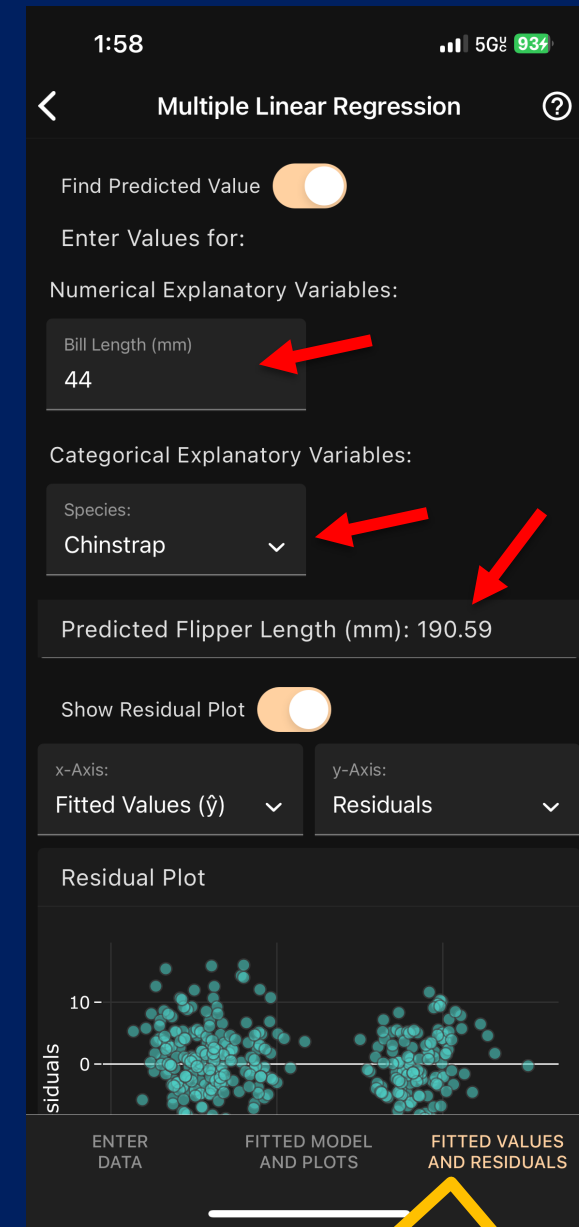 1:58
5G 93
Multiple Linear Regression
?
Find Predicted Value
Enter Values for:
Numerical Explanatory Variables:
Bill Length (mm)
44
Categorical Explanatory Variables:
Species:
Chinstrap
Predicted Flipper Length (mm): 190.59
Show Residual Plot
x-Axis:
y-Axis:
Fitted Values (ŷ)
Residuals
Residual Plot
10
0
siduals
ENTER DATA
FITTED MODEL AND PLOTS
FITTED VALUES AND RESIDUALS